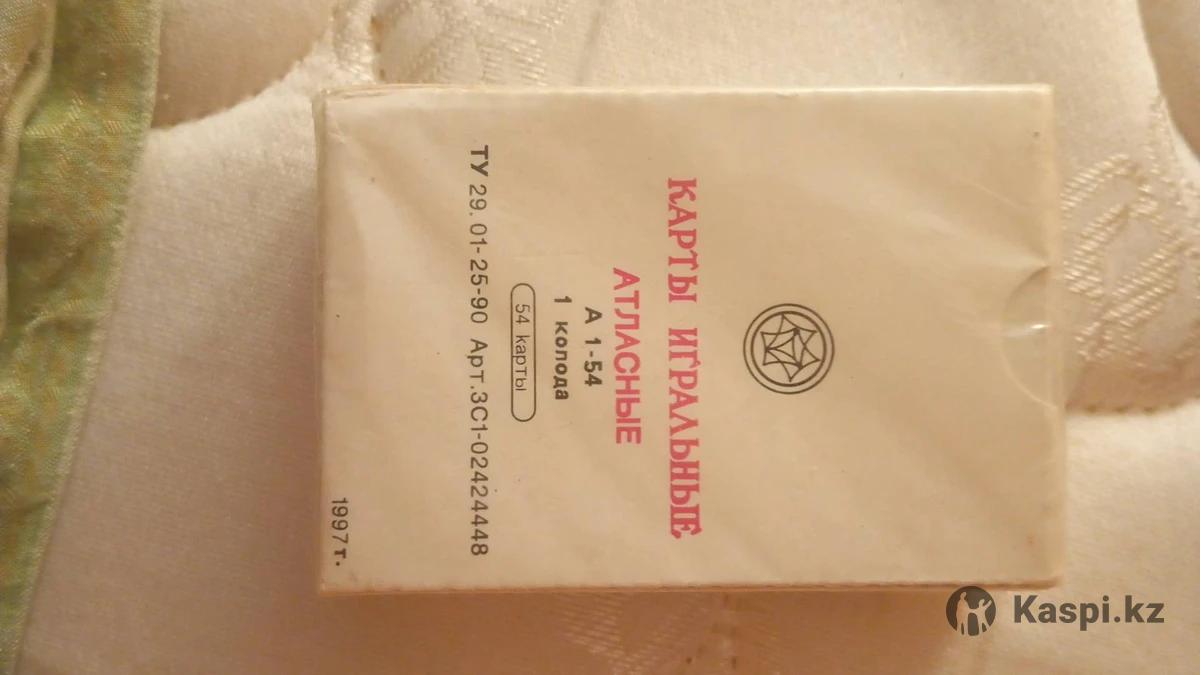 КАРТЫ ИГРАЛЬНЫЕ
АТЛАСНЫЕ
А 1-54
1 колода
54 карты
ТУ 29.01-25-90 Арт.3С1-02424448
1997г.
Kaspi.kz